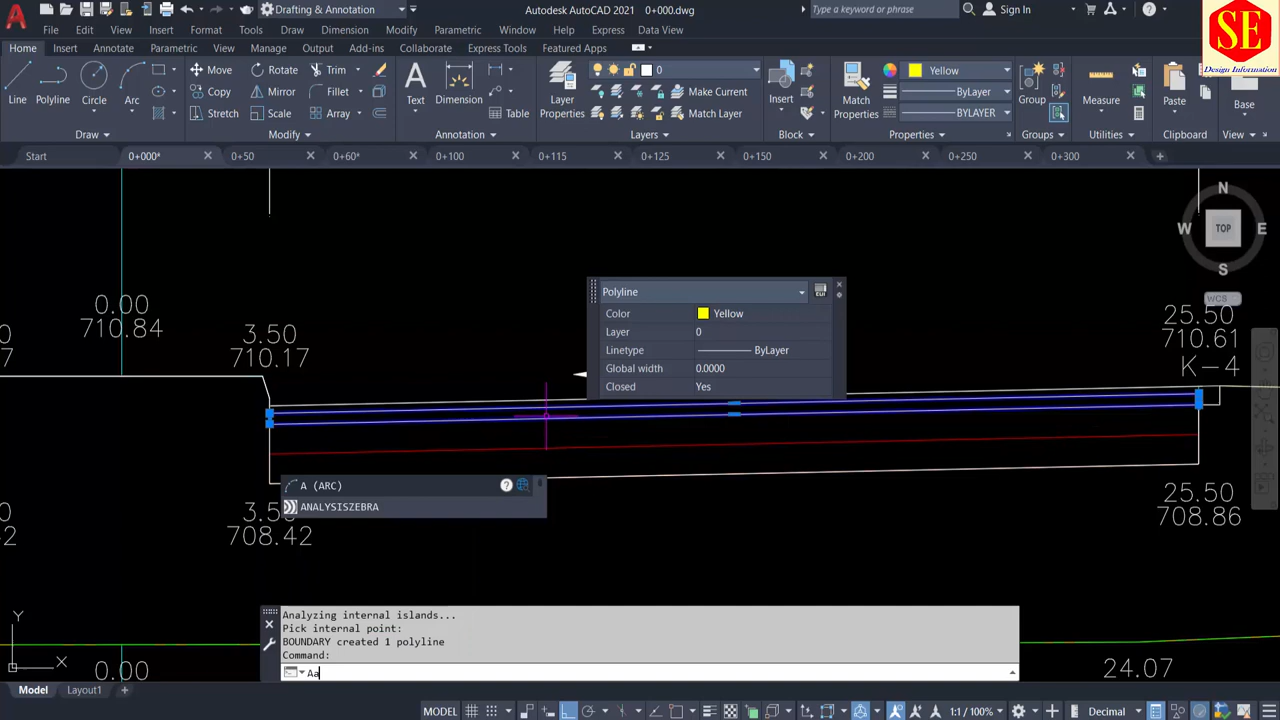 Drafting & Annotation
Autodesk AutoCAD 2021 0+000.dwg
Type a keyword or phrase
Sign In
SE
Design Information
File Edit View Insert Format Tools Draw Dimension Modify Parametric Window Help Express Data View
Home Insert Annotate Parametric View Manage Output Add-ins Collaborate Express Tools Featured Apps
Line Polyline Circle Arc
Move Rotate Trim
Copy Mirror Fillet
Stretch Scale Array
Text Dimension Table
Layer Properties
0
Make Current
Match Layer
Insert
Match Properties
Yellow
ByLayer
BYLAYER
Group
Measure
Paste
Base
Draw Modify Annotation Layers Block Properties Groups Utilities Clipboard View
Start 0+000* 0+50 0+60* 0+100 0+115 0+125 0+150 0+200 0+250 0+300
N
W TOP E
S
WCS
Polyline
Color Yellow
Layer 0
Linetype ByLayer
Global width 0.0000
Closed Yes
0.00
710.84
3.50
710.17
25.50
710.61
K-4
A (ARC)
ANALYSISZEBRA
708.42
25.50
708.86
Analyzing internal islands...
Pick internal point:
BOUNDARY created 1 polyline
Command:
Aa
Y
X
0.00
24.07
Model Layout1
MODEL 1:1 / 100% Decimal